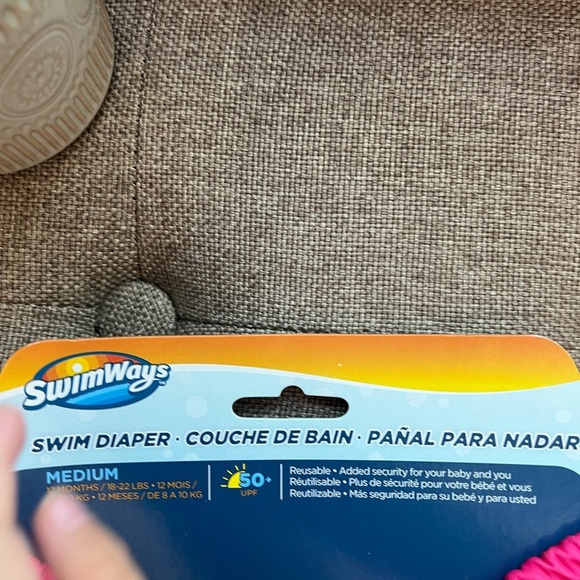 SwimWays
SWIM DIAPER · COUCHE DE BAIN · PAÑAL PARA NADAR
MEDIUM
12 MONTHS / 18-22 LBS • 12 MOIS /
KG • 12 MESES / DE 8 A 10 KG
50+
UPF
Reusable • Added security for your baby and you
Réutilisable • Plus de sécurité pour votre bébé et vous
Reutilizable • Más seguridad para su bebé y para usted